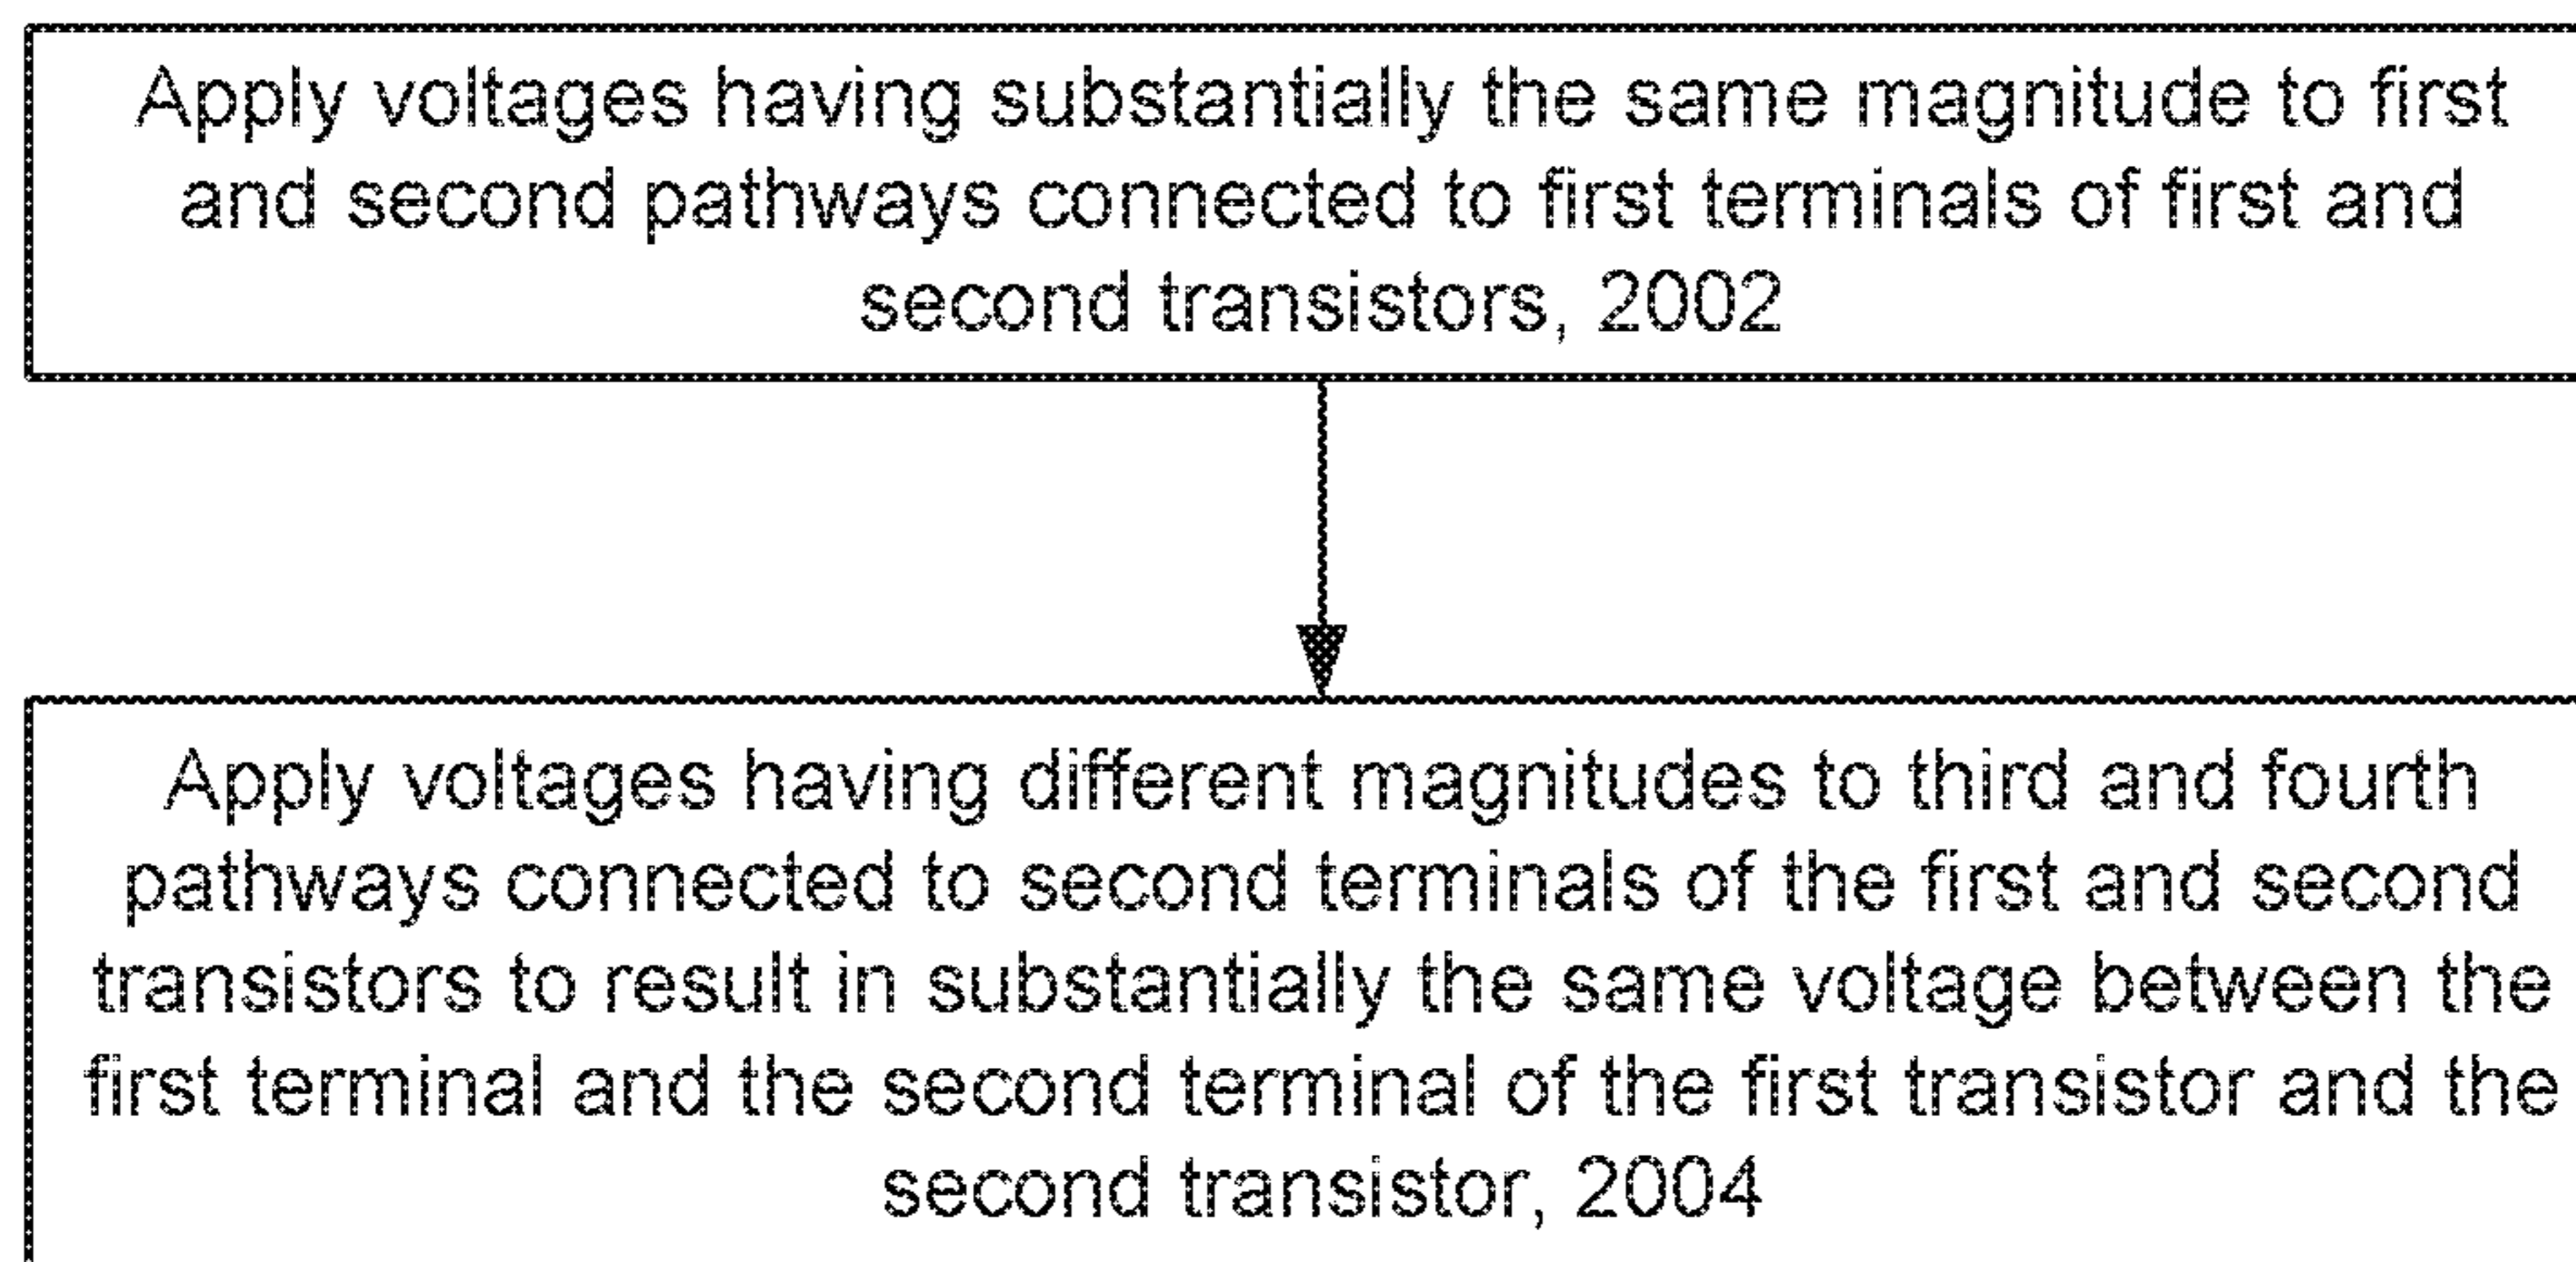 Apply voltages having substantially the same magnitude to first
and second pathways connected to first terminals of first and
second transistors, 2002
Apply voltages having different magnitudes to third and fourth
pathways connected to second terminals of the first and second
transistors to result in substantially the same voltage between the
first terminal and the second terminal of the first transistor and the
second transistor, 2004